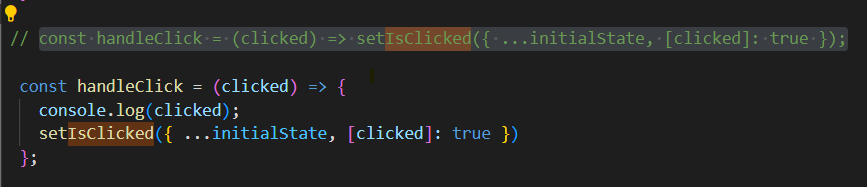 // const handleClick = (clicked) => setIsClicked({ ...initialState, [clicked]: true });
const handleClick = (clicked) => {
console.log(clicked);
setIsClicked({ ...initialState, [clicked]: true })
};